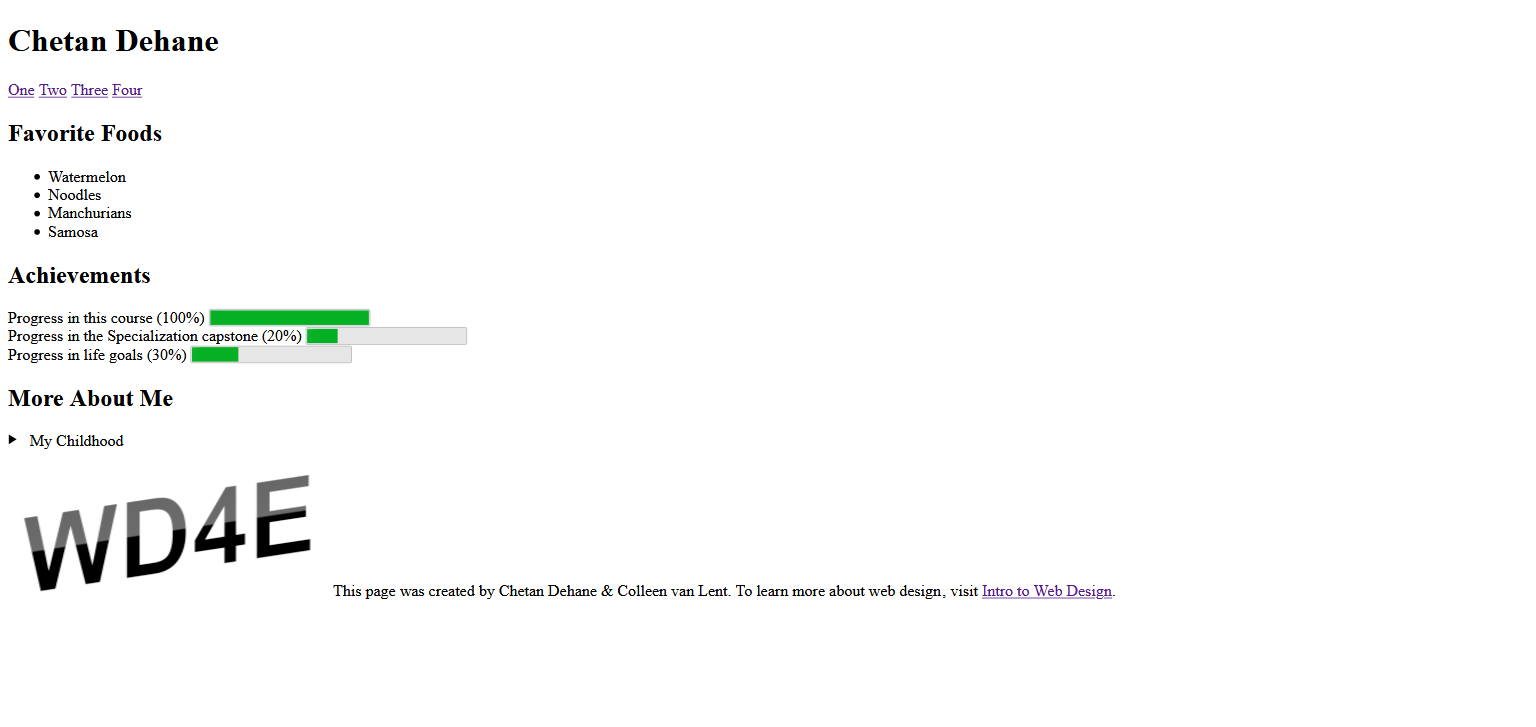 Chetan Dehane
One Two Three Four
Favorite Foods
Watermelon
Noodles
Manchurians
Samosa
Achievements
Progress in this course (100%)
Progress in the Specialization capstone (20%)
Progress in life goals (30%)
More About Me
My Childhood
WD4E
This page was created by Chetan Dehane & Colleen van Lent. To learn more about web design, visit Intro to Web Design.